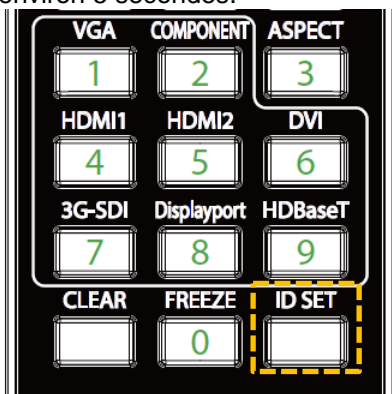 environ 5 secondes.
VGA COMPONENT ASPECT
1 2 3
HDMI1 HDMI2 DVI
4 5 6
3G-SDI Displayport HDBaseT
7 8 9
CLEAR FREEZE ID SET
0